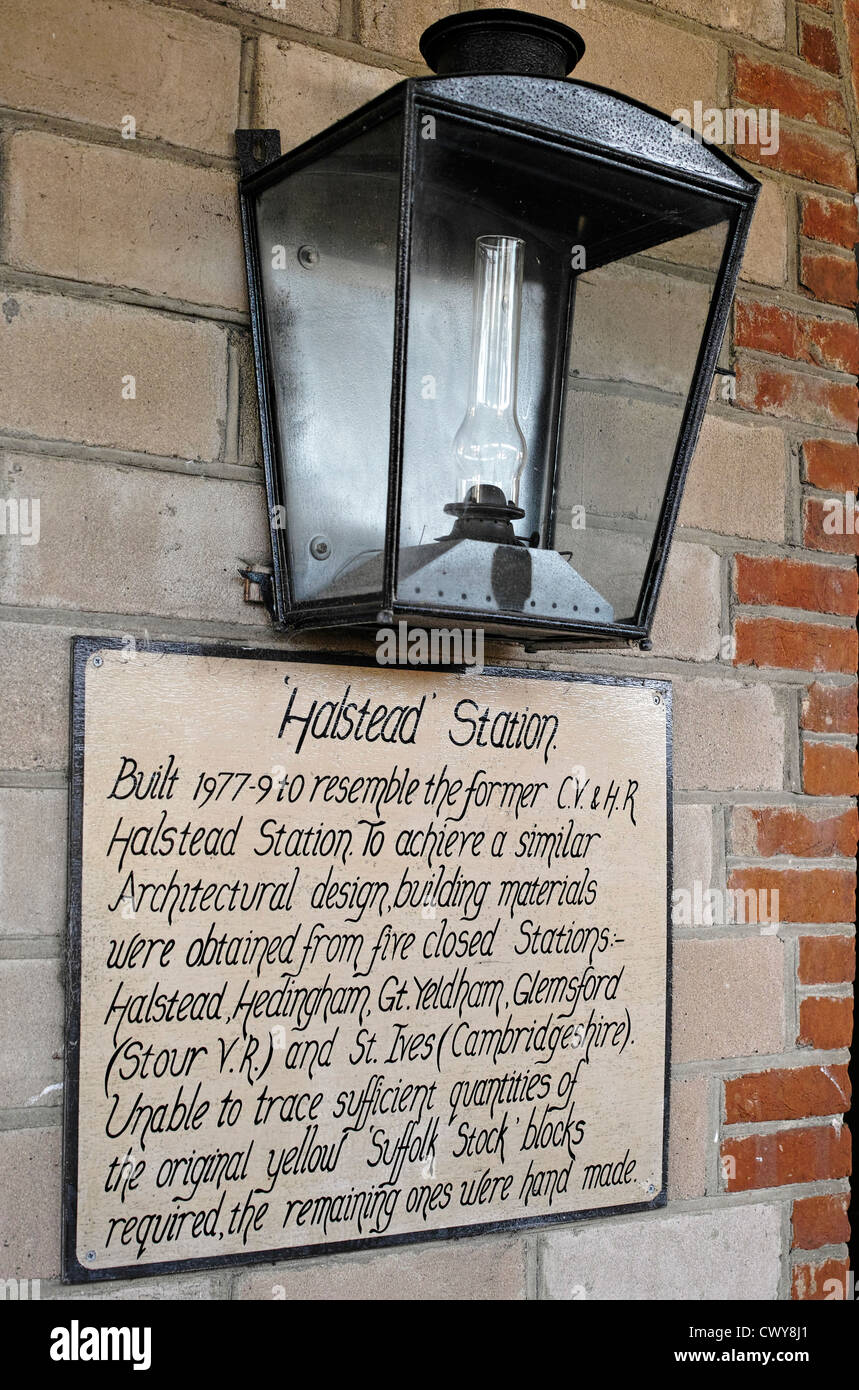 'Halstead' Station.
Built 1977-9 to resemble the former C.V. & H.R
Halstead Station. To achieve a similar
Architectural design, building materials
were obtained from five closed Stations:-
Halstead, Hedingham, Gt. Yeldham, Glemsford
(Stour V.R.) and St. Ives (Cambridgeshire).
Unable to trace sufficient quantities of
the original yellow 'Suffolk Stock' blocks
required, the remaining ones were hand made.
alamy
Image ID: CWY8J1
www.alamy.com